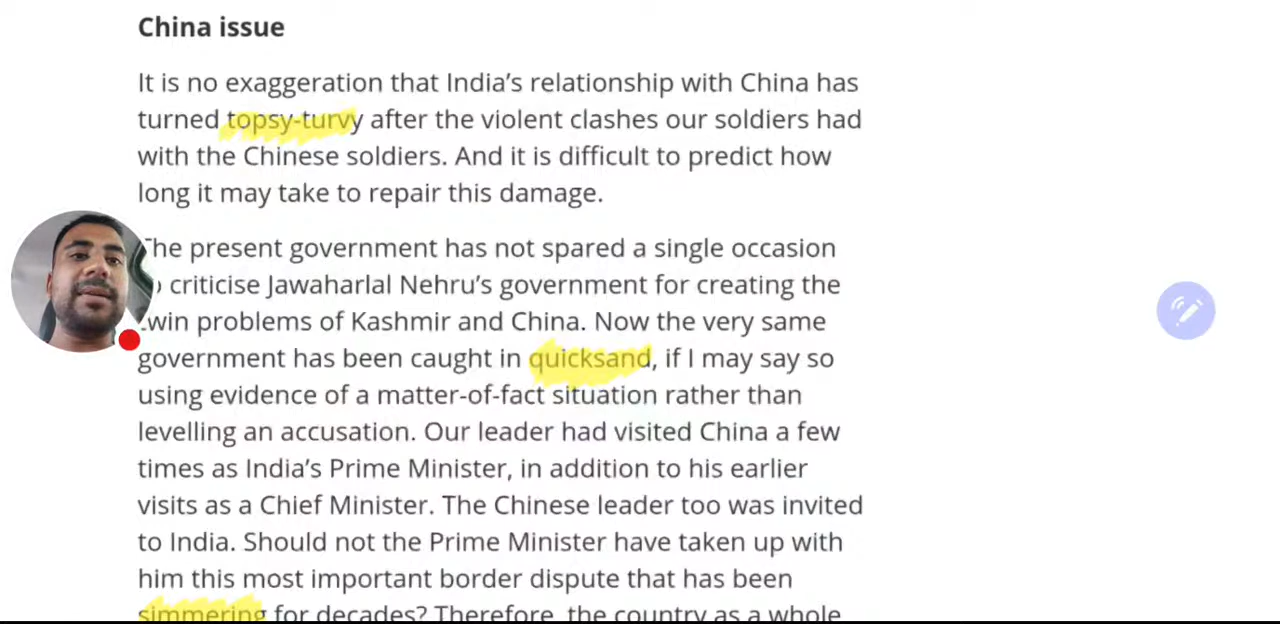 China issue
It is no exaggeration that India's relationship with China has
turned topsy-turvy after the violent clashes our soldiers had
with the Chinese soldiers. And it is difficult to predict how
long it may take to repair this damage.
The present government has not spared a single occasion
criticise Jawaharlal Nehru's government for creating the
twin problems of Kashmir and China. Now the very same
government has been caught in quicksand, if I may say so
using evidence of a matter-of-fact situation rather than
levelling an accusation. Our leader had visited China a few
times as India's Prime Minister, in addition to his earlier
visits as a Chief Minister. The Chinese leader too was invited
to India. Should not the Prime Minister have taken up with
him this most important border dispute that has been
simmering for decades? Therefore, the country as a whole